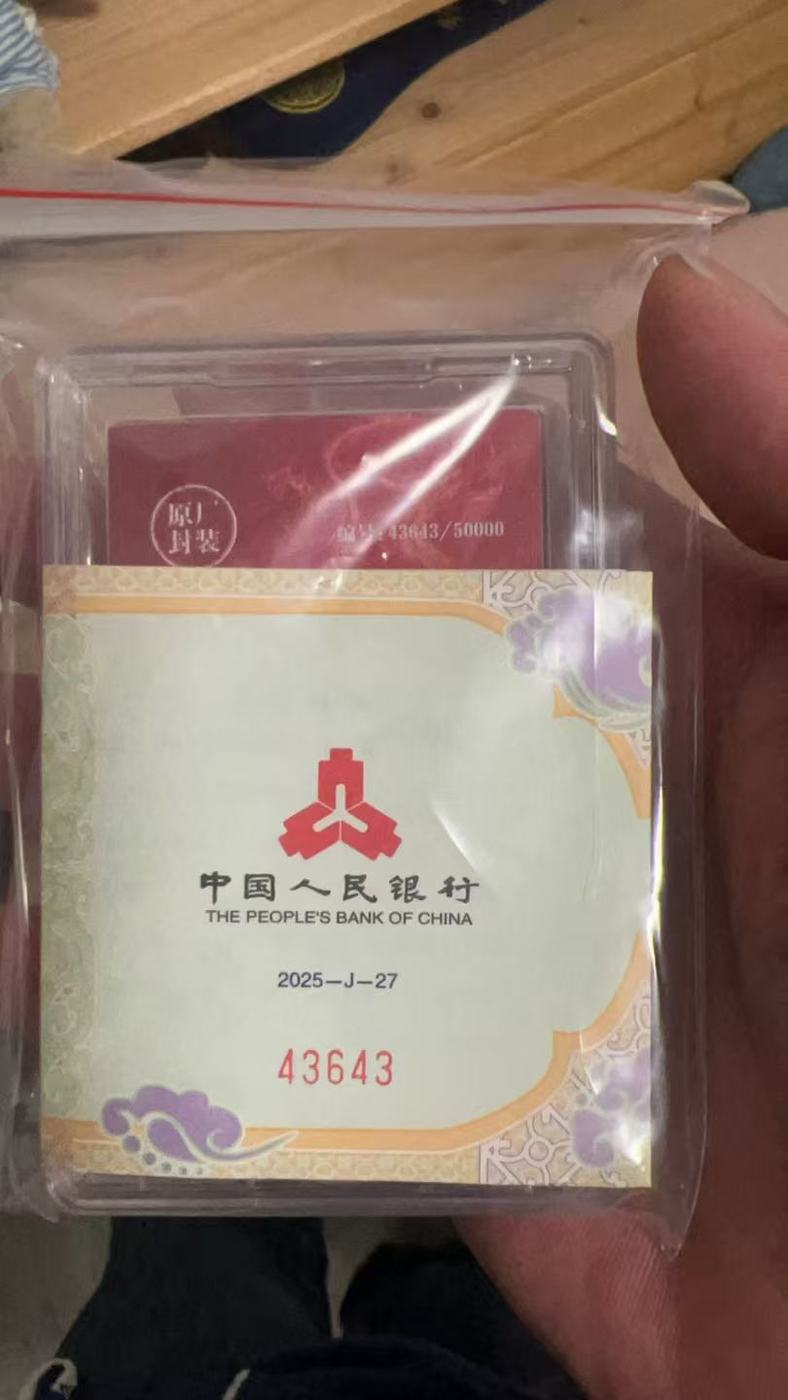 原厂
封装
编号:43643/50000
中国人民银行
THE PEOPLE'S BANK OF CHINA
2025—J—27
43643